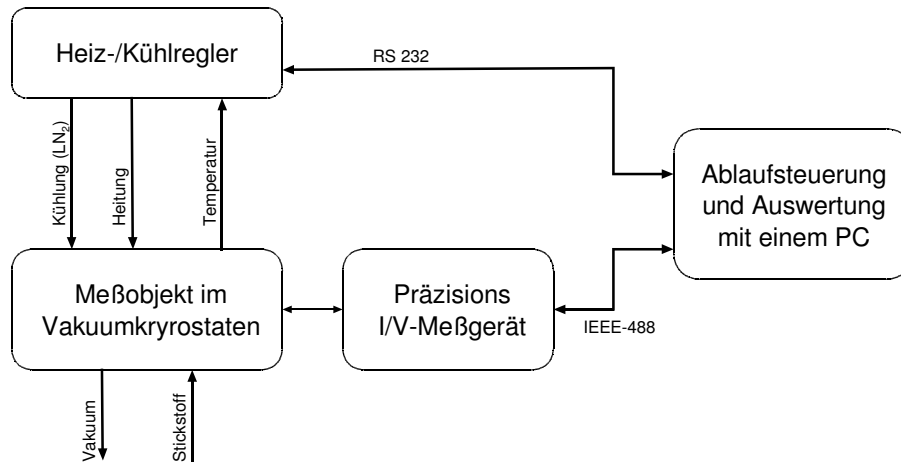 Heiz-/Kühlregler
RS 232
Kühlung (LN₂)
Heitung
Temperatur
Ablaufsteuerung
und Auswertung
mit einem PC
Meßobjekt im
Vakuumkryrostaten
Präzisions
I/V-Meßgerät
IEEE-488
Vakuum
Stickstoff